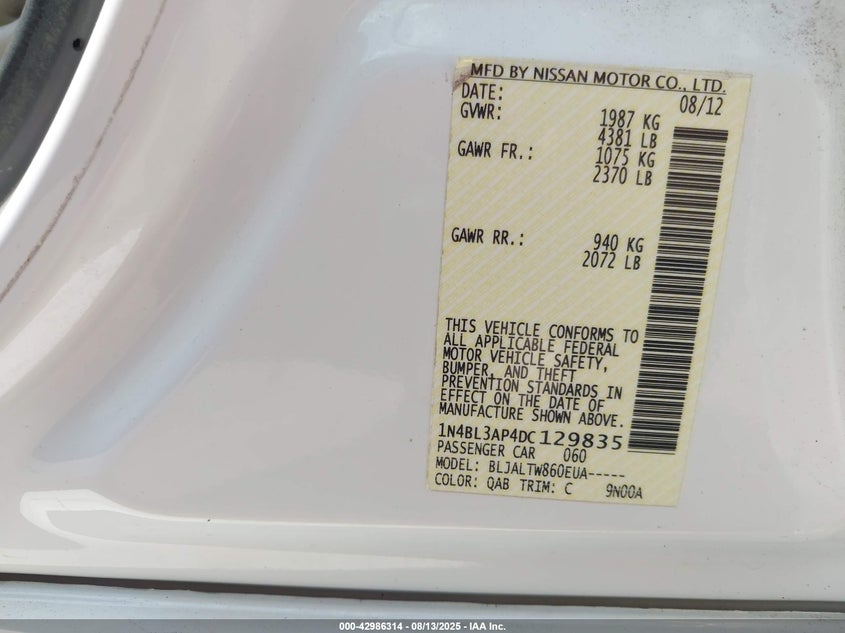 MFD BY NISSAN MOTOR CO., LTD.
DATE: 08/12
GVWR: 1987 KG
4381 LB
GAWR FR.: 1075 KG
2370 LB
GAWR RR.: 940 KG
2072 LB
THIS VEHICLE CONFORMS TO
ALL APPLICABLE FEDERAL
MOTOR VEHICLE SAFETY,
BUMPER, AND THEFT
PREVENTION STANDARDS IN
EFFECT ON THE DATE OF
MANUFACTURE SHOWN ABOVE.
1N4BL3AP4DC129835
PASSENGER CAR 060
MODEL: BLJALTW860EUA-----
COLOR: QAB TRIM: C 9N00A
000-42986314 - 08/13/2025 - IAA Inc.